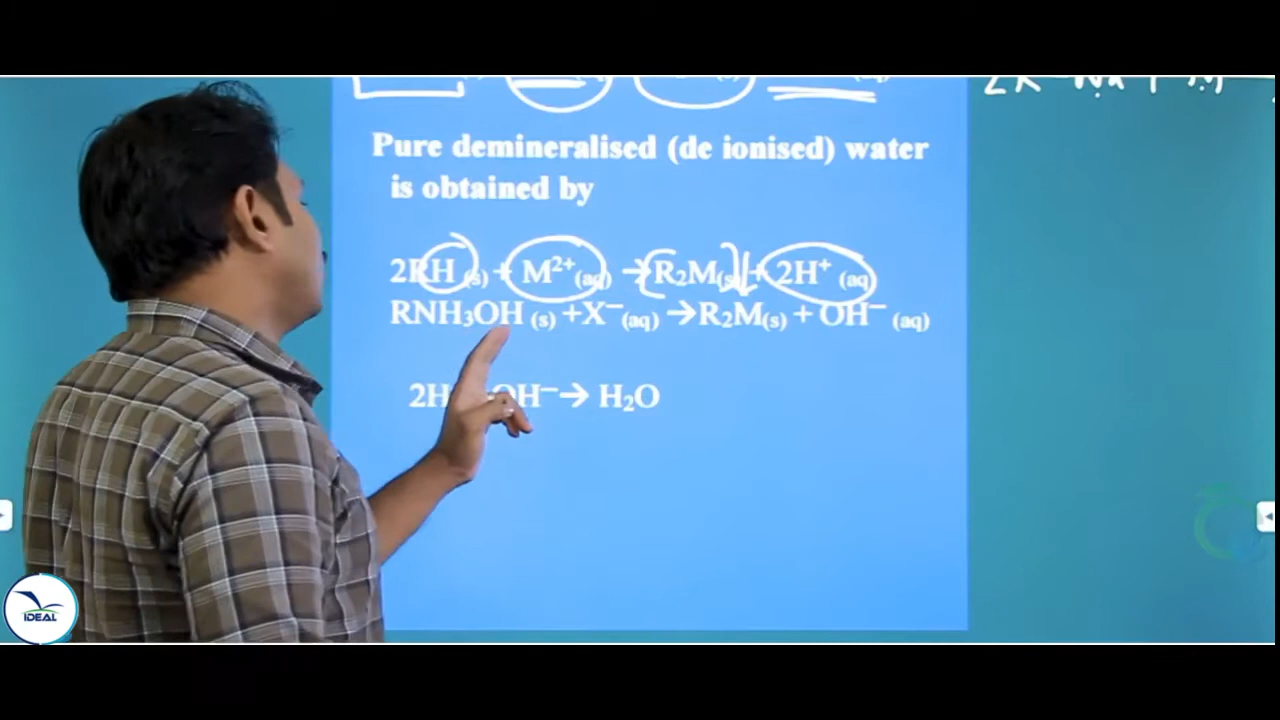 Pure demineralised (de ionised) water
is obtained by
2RH (s) + M²⁺(aq) → R₂M(s) + 2H⁺ (aq
RNH₃OH (s) +X⁻(aq) → R₂M(s) + OH⁻ (aq)
2H OH⁻ → H₂O
IDEAL